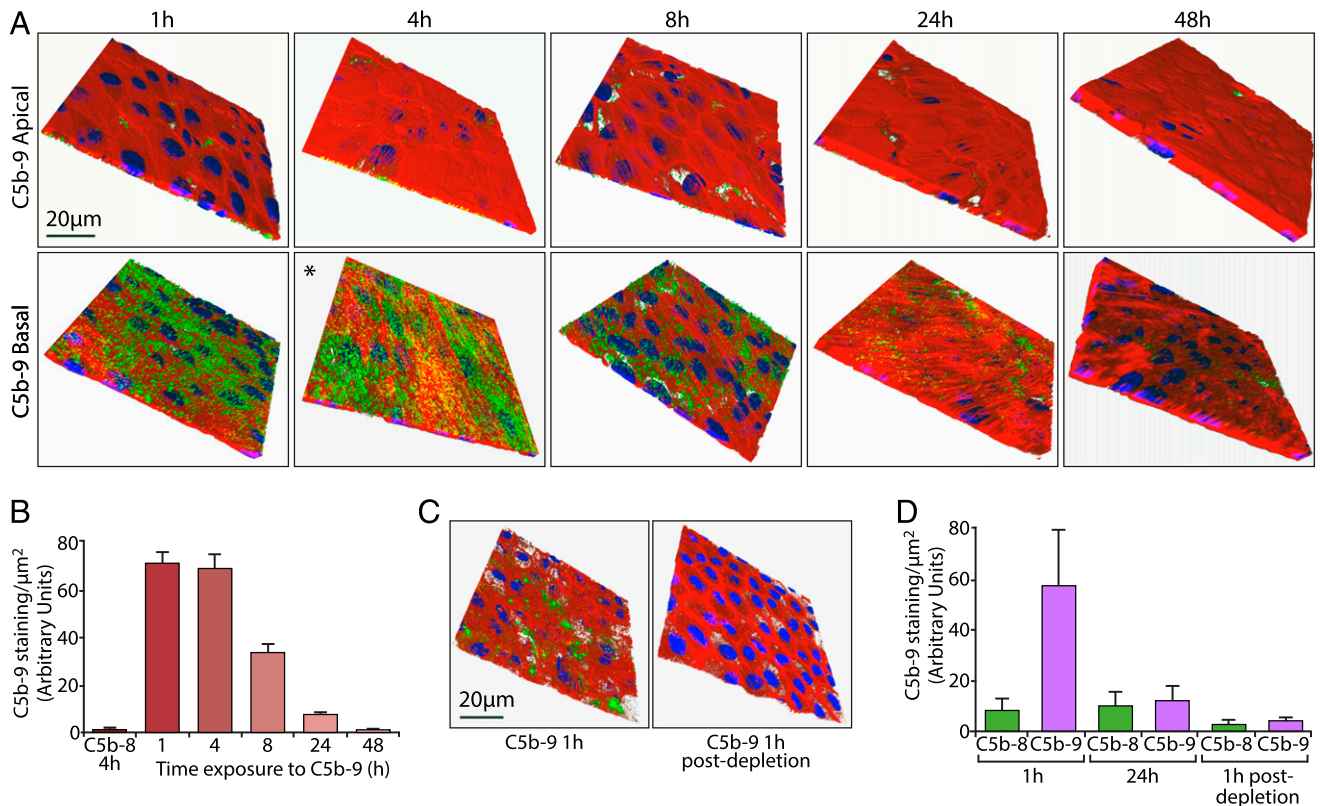 A
1h 4h 8h 24h 48h
C5b-9 Apical
20µm
C5b-9 Basal
*
B
C5b-9 staining/µm2
(Arbitrary Units)
80
60
40
20
0
C5b-8 1 4 8 24 48
4h
Time exposure to C5b-9 (h)
C
20µm
C5b-9 1h
C5b-9 1h
post-depletion
D
C5b-9 staining/µm2
(Arbitrary Units)
80
60
40
20
0
C5b-8 C5b-9 C5b-8 C5b-9 C5b-8 C5b-9
1h 24h 1h post-
depletion